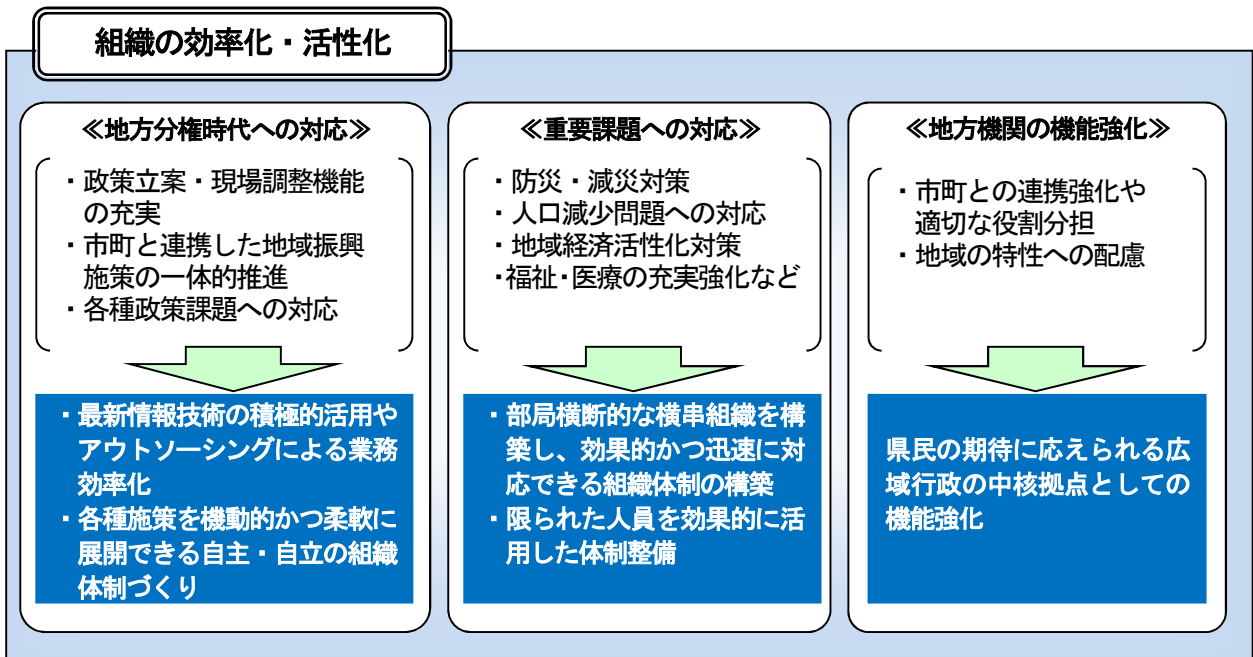 組織の効率化・活性化
≪地方分権時代への対応≫
・政策立案・現場調整機能
の充実
・市町と連携した地域振興
施策の一体的推進
・各種政策課題への対応
・最新情報技術の積極的活用や
アウトソーシングによる業務
効率化
・各種施策を機動的かつ柔軟に
展開できる自主・自立の組織
体制づくり
≪重要課題への対応≫
・防災・減災対策
・人口減少問題への対応
・地域経済活性化対策
・福祉・医療の充実強化など
・部局横断的な横串組織を構
築し、効果的かつ迅速に対
応できる組織体制の構築
・限られた人員を効果的に活
用した体制整備
≪地方機関の機能強化≫
・市町との連携強化や
適切な役割分担
・地域の特性への配慮
県民の期待に応えられる広
域行政の中核拠点としての
機能強化